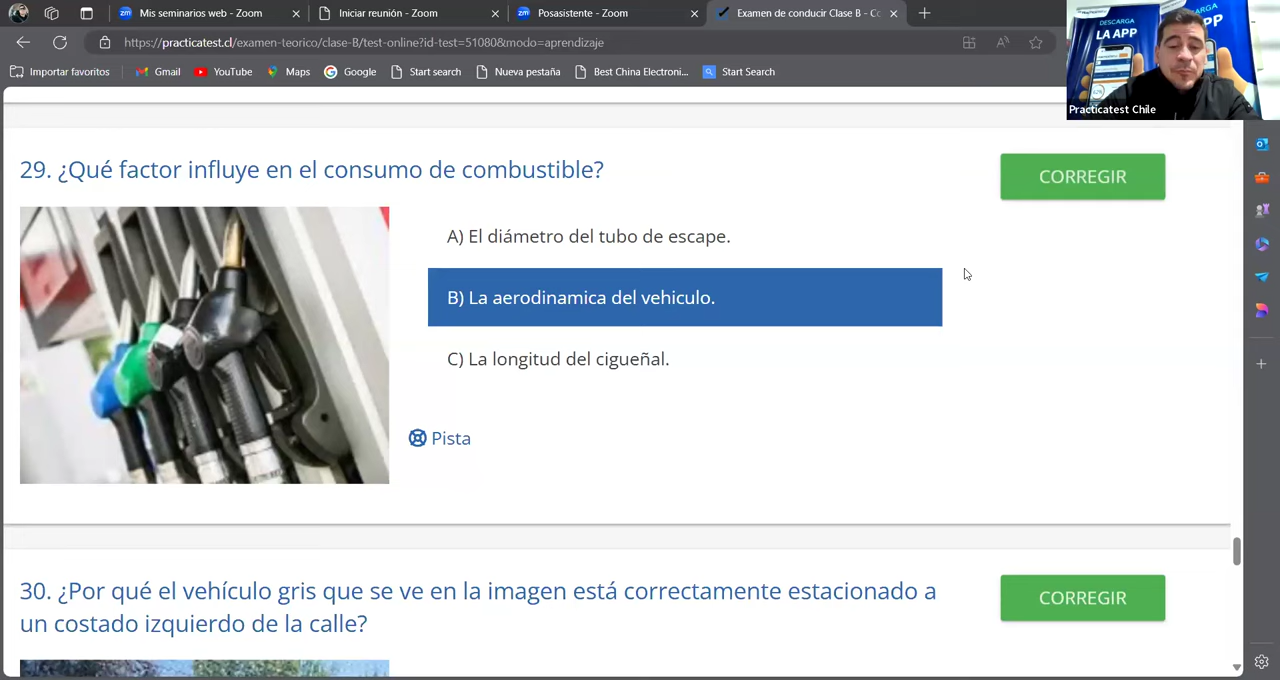 Mis seminarios web - Zoom
Iniciar reunión - Zoom
zm Posasistente - Zoom
Examen de conducir Clase B - Co
https://practicatest.cl/examen-teorico/clase-B/test-online?id-test=51080&modo=aprendizaje
Importar favoritos
Gmail
YouTube
Maps
Google
Start search
Nueva pestaña
Best China Electroni...
Start Search
DESCARGA
LA APP
Practicatest Chile
29. ¿Qué factor influye en el consumo de combustible?
CORREGIR
A) El diámetro del tubo de escape.
B) La aerodinamica del vehiculo.
C) La longitud del cigueñal.
Pista
30. ¿Por qué el vehículo gris que se ve en la imagen está correctamente estacionado a
un costado izquierdo de la calle?
CORREGIR